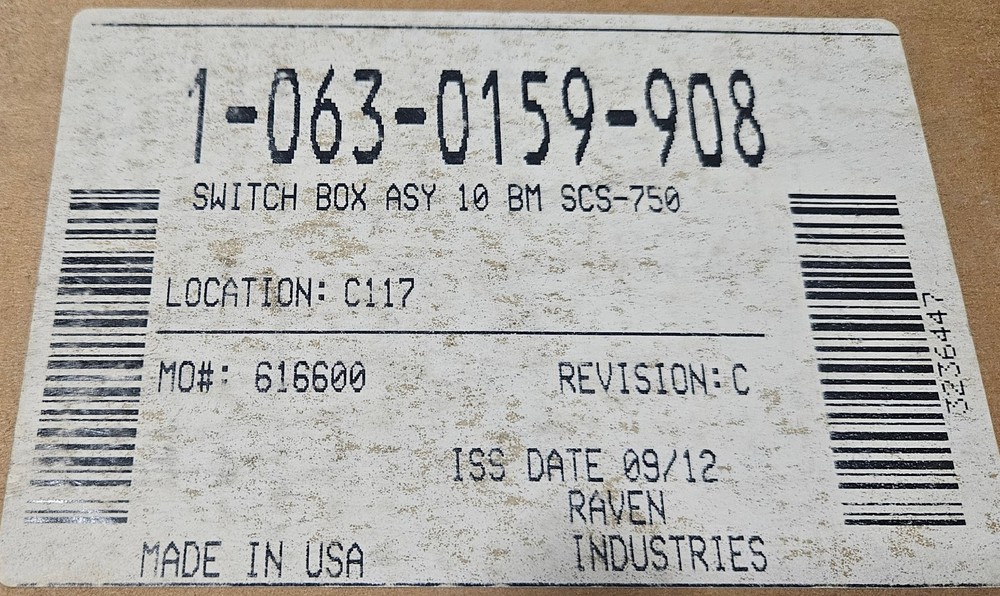 1-063-0159-908
SWITCH BOX ASY 10 BM SCS-750
LOCATION: C117
MO#: 616600 REVISION: C
ISS DATE 09/12
RAVEN
INDUSTRIES
MADE IN USA
3236447